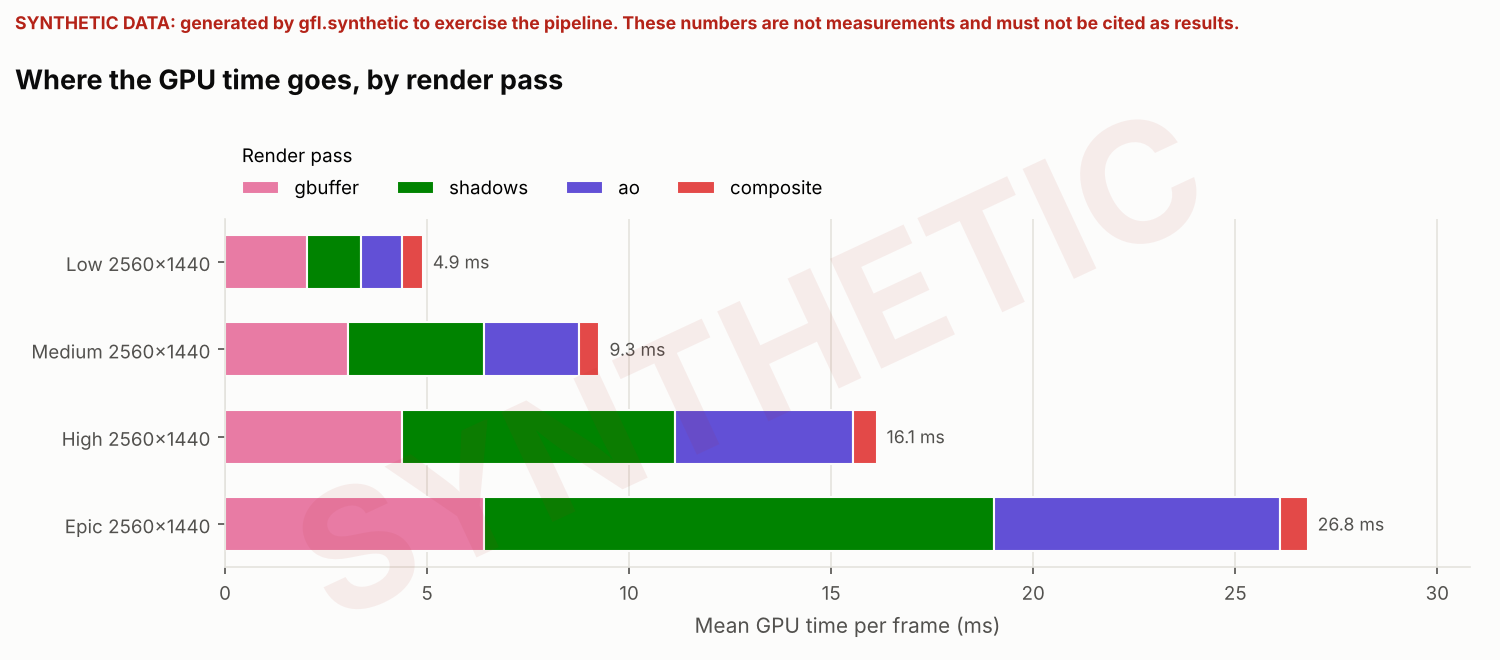 SYNTHETIC DATA: generated by gfl.synthetic to exercise the pipeline. These numbers are not measurements and must not be cited as results.
Where the GPU time goes, by render pass
Render pass
gbuffer shadows ao composite
Low 2560×1440 4.9 ms
Medium 2560×1440 9.3 ms
High 2560×1440 16.1 ms
Epic 2560×1440 26.8 ms
0 5 10 15 20 25 30
Mean GPU time per frame (ms)
SYNTHETIC